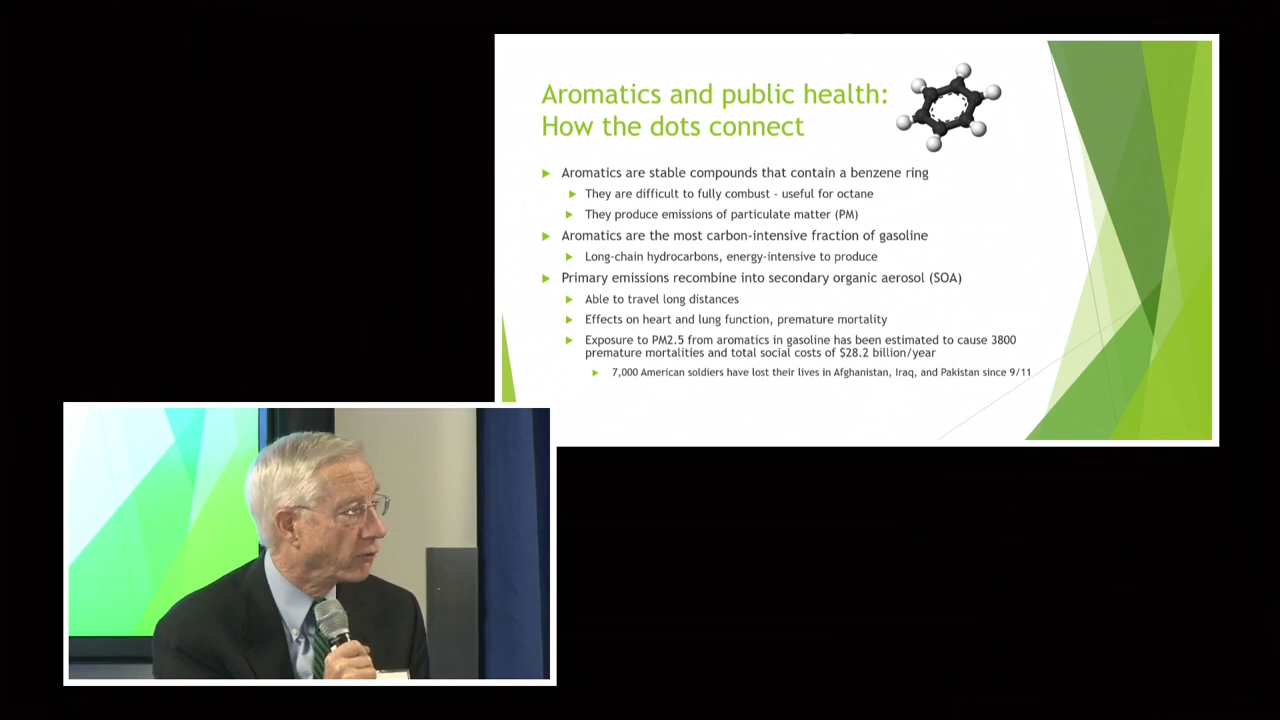 Aromatics and public health:
How the dots connect
Aromatics are stable compounds that contain a benzene ring
They are difficult to fully combust - useful for octane
They produce emissions of particulate matter (PM)
Aromatics are the most carbon-intensive fraction of gasoline
Long-chain hydrocarbons, energy-intensive to produce
Primary emissions recombine into secondary organic aerosol (SOA)
Able to travel long distances
Effects on heart and lung function, premature mortality
Exposure to PM2.5 from aromatics in gasoline has been estimated to cause 3800
premature mortalities and total social costs of $28.2 billion/year
7,000 American soldiers have lost their lives in Afghanistan, Iraq, and Pakistan since 9/11